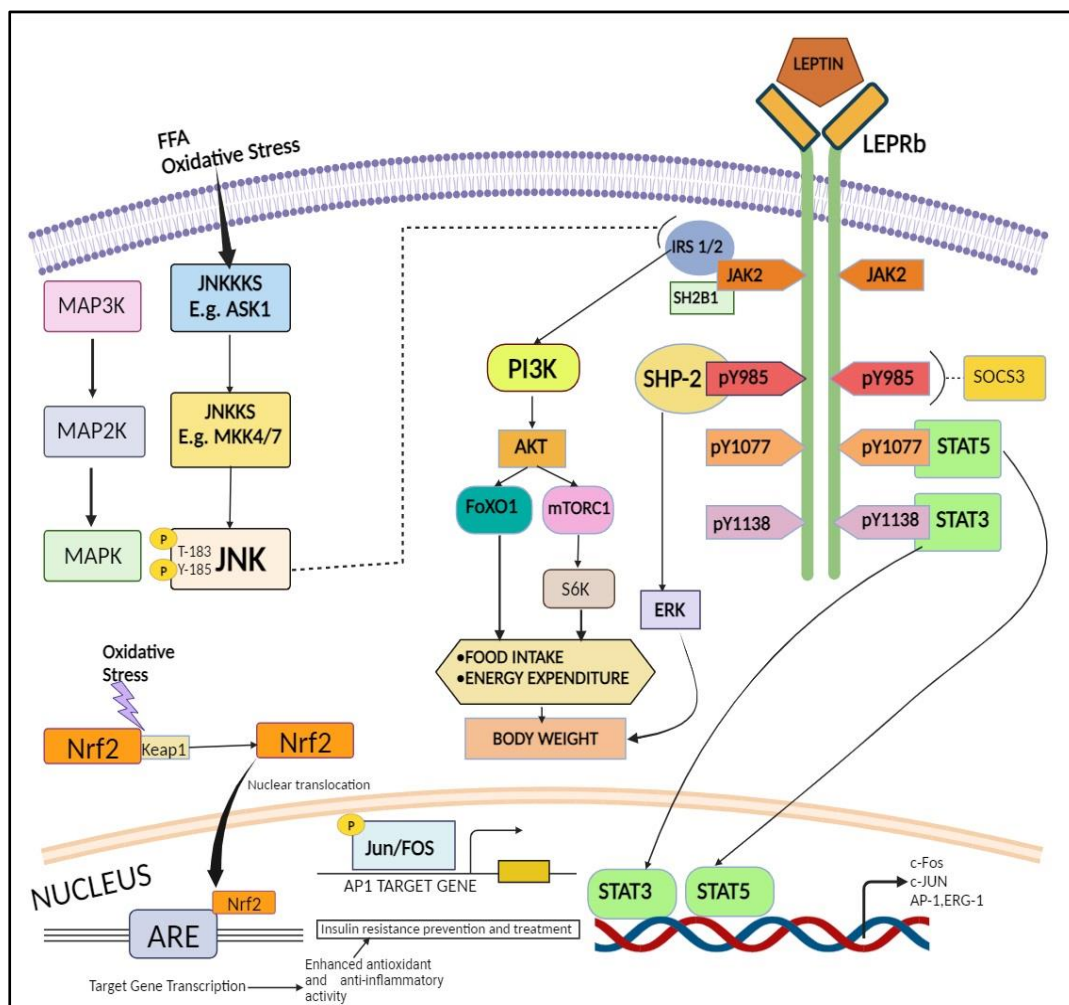 LEPTIN
LEPRb
FFA
Oxidative Stress
MAP3K
MAP2K
MAPK
JNKKKS
E.g. ASK1
JNKKS
E.g. MKK4/7
P
T-183
P
Y-185
JNK
IRS 1/2
JAK2
JAK2
SH2B1
PI3K
AKT
FoXO1
mTORC1
S6K
SHP-2
pY985
pY985
SOCS3
pY1077
pY1077
STAT5
pY1138
pY1138
STAT3
ERK
•FOOD INTAKE
•ENERGY EXPENDITURE
BODY WEIGHT
Oxidative
Stress
Nrf2
Keap1
Nrf2
Nuclear translocation
NUCLEUS
Nrf2
ARE
Target Gene Transcription
Enhanced antioxidant
and anti-inflammatory
activity
Insulin resistance prevention and treatment
P
Jun/FOS
AP1 TARGET GENE
STAT3
STAT5
c-Fos
c-JUN
AP-1,ERG-1